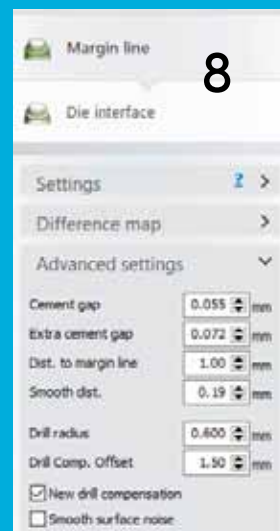 Margin line
8
Die interface
Settings ? >
Difference map >
Advanced settings
Cement gap 0.055 mm
Extra cement gap 0.072 mm
Dist. to margin line 1.00 mm
Smooth dist. 0.19 mm
Drill radius 0.600 mm
Drill Comp. Offset 1.50 mm
New drill compensation
Smooth surface noise